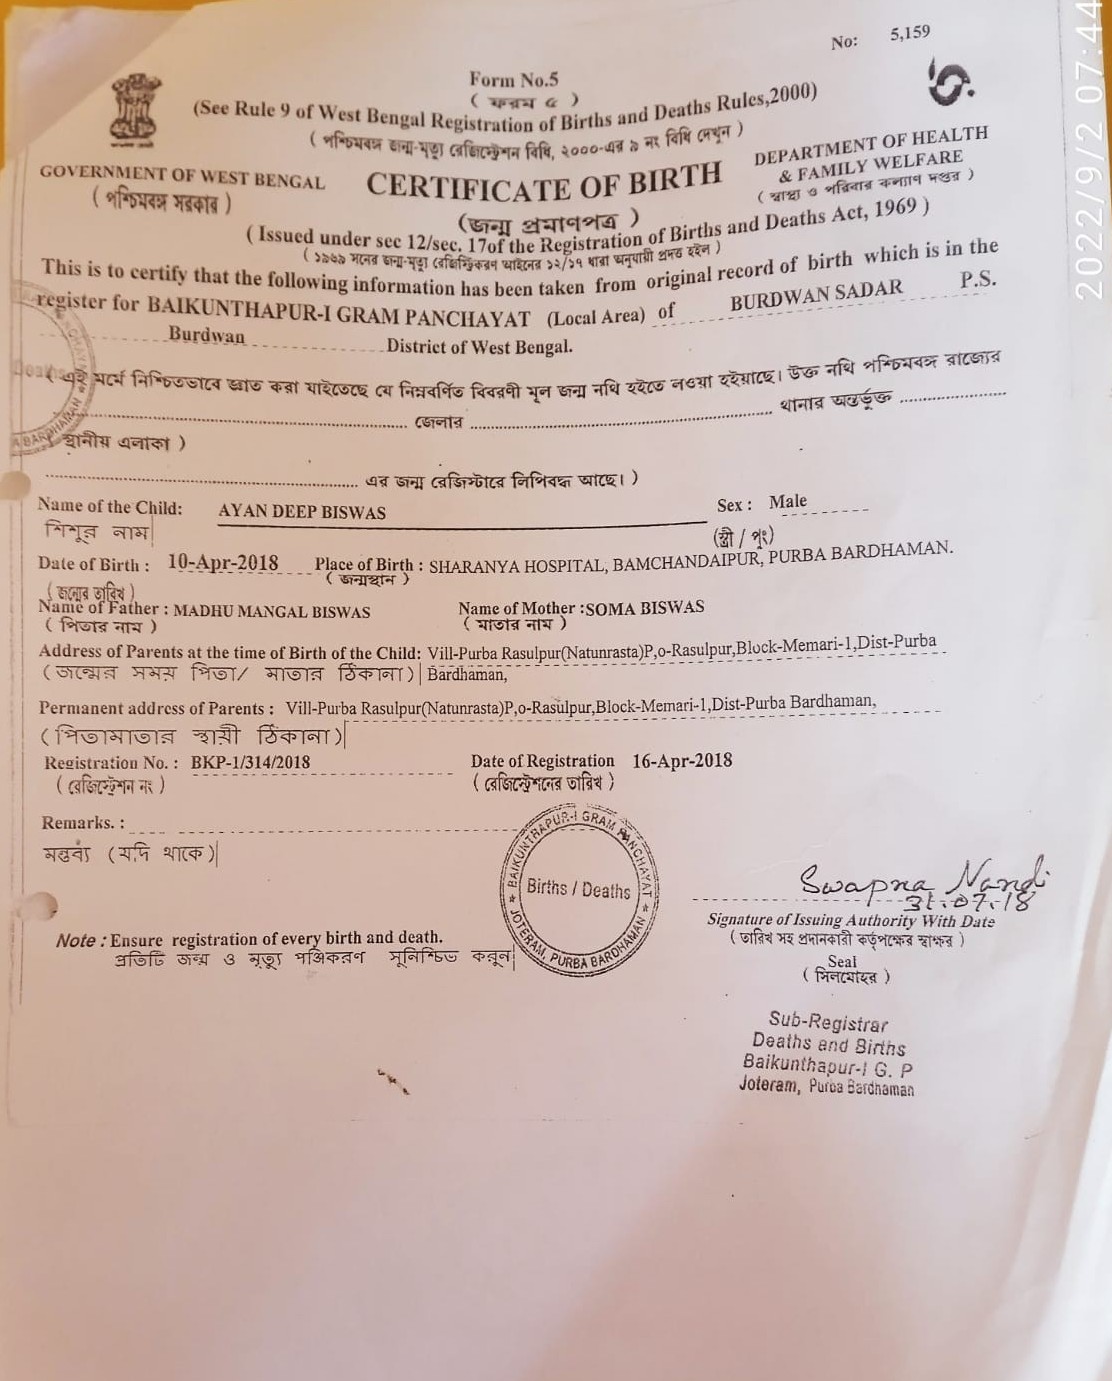 No: 5,159
Form No.5
( ফরম ৫ )
(See Rule 9 of West Bengal Registration of Births and Deaths Rules,2000)
( পশ্চিমবঙ্গ জন্ম-মৃত্যু রেজিস্ট্রেশন বিধি, ২০০০-এর ৯ নং বিধি দেখুন )
GOVERNMENT OF WEST BENGAL
( পশ্চিমবঙ্গ সরকার )
CERTIFICATE OF BIRTH
(জন্ম প্রমাণপত্র )
DEPARTMENT OF HEALTH
& FAMILY WELFARE
( স্বাস্থ্য ও পরিবার কল্যাণ দপ্তর )
( Issued under sec 12/sec. 17of the Registration of Births and Deaths Act, 1969 )
( ১৯৬৯ সনের জন্ম-মৃত্যু রেজিস্ট্রিকরণ আইনের ১২/১৭ ধারা অনুযায়ী প্রদত্ত হইল )
This is to certify that the following information has been taken from original record of birth which is in the
register for BAIKUNTHAPUR-I GRAM PANCHAYAT (Local Area) of BURDWAN SADAR P.S.
Burdwan District of West Bengal.
( এই মর্মে নিশ্চিতভাবে জ্ঞাত করা যাইতেছে যে নিম্নবর্ণিত বিবরণী মূল জন্ম নথি হইতে লওয়া হইয়াছে। উক্ত নথি পশ্চিমবঙ্গ রাজ্যের
জেলার থানার অন্তর্ভূক্ত
স্থানীয় এলাকা )
এর জন্ম রেজিস্টারে লিপিবদ্ধ আছে। )
Name of the Child: AYAN DEEP BISWAS Sex : Male
শিশুর নাম (স্ত্রী / পুং)
Date of Birth : 10-Apr-2018 Place of Birth : SHARANYA HOSPITAL, BAMCHANDAIPUR, PURBA BARDHAMAN.
( জন্মের তারিখ) ( জন্মস্থান )
Name of Father : MADHU MANGAL BISWAS Name of Mother :SOMA BISWAS
( পিতার নাম ) ( মাতার নাম )
Address of Parents at the time of Birth of the Child: Vill-Purba Rasulpur(Natunrasta)P,o-Rasulpur,Block-Memari-1,Dist-Purba
( জন্মের সময় পিতা/ মাতার ঠিকানা) Bardhaman,
Permanent address of Parents : Vill-Purba Rasulpur(Natunrasta)P,o-Rasulpur,Block-Memari-1,Dist-Purba Bardhaman,
( পিতামাতার স্থায়ী ঠিকানা)
Registration No. : BKP-1/314/2018 Date of Registration 16-Apr-2018
( রেজিস্ট্রেশন নং ) ( রেজিস্ট্রেশনের তারিখ )
Remarks. :
মন্তব্য (যদি থাকে)
BAIKUNTHAPUR-I GRAM PANCHAYAT
Births / Deaths
JOTERAM, PURBA BARDHAMAN
Swapna Nandi
31.07.18
Signature of Issuing Authority With Date
( তারিখ সহ প্রদানকারী কর্তৃপক্ষের স্বাক্ষর )
Seal
( সিলমোহর )
Note : Ensure registration of every birth and death.
প্রতিটি জন্ম ও মৃত্যু পঞ্জিকরণ সুনিশ্চিত করুন
Sub-Registrar
Deaths and Births
Baikunthapur-I G. P
Joteram, Purba Bardhaman
2022/9/2 07:44